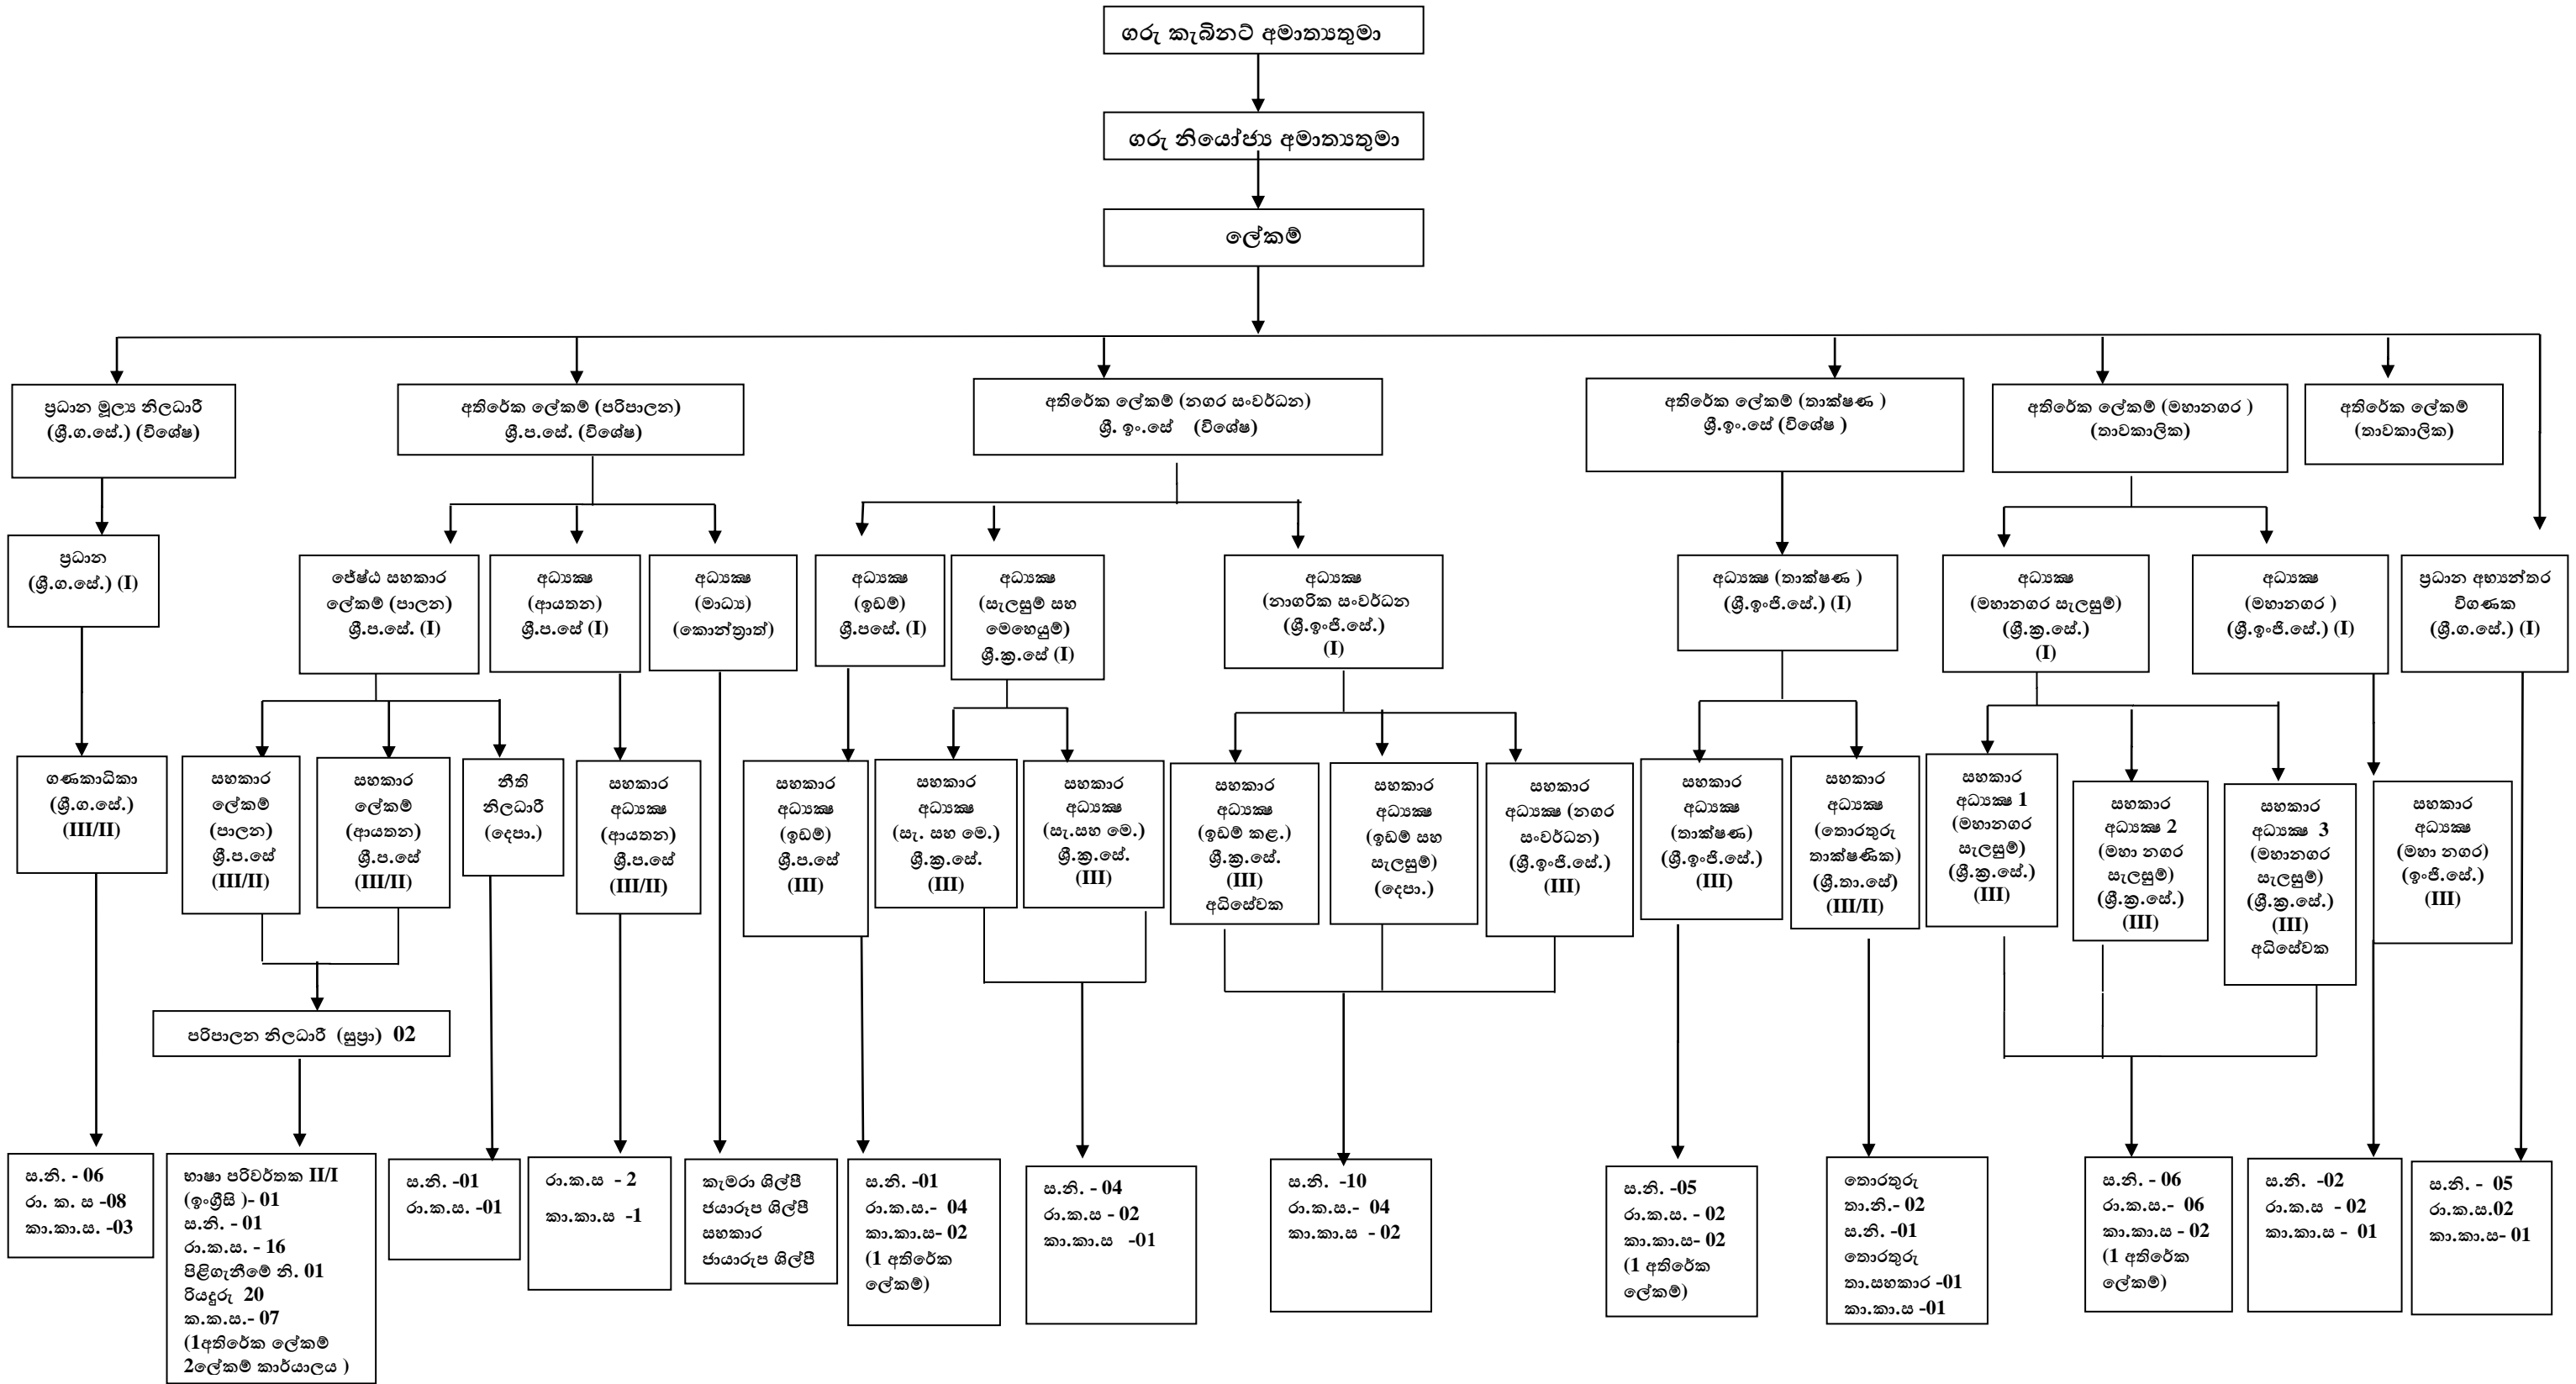 ගරු කැබිනට් අමාත්‍යතුමා
ගරු නියෝජ්‍ය අමාත්‍යතුමා
ලේකම්
ප්‍රධාන මූල්‍ය නිලධාරී
(ශ්‍රී.ග.සේ.) (විශේෂ)
අතිරේක ලේකම් (පරිපාලන)
ශ්‍රී.ප.සේ. (විශේෂ)
අතිරේක ලේකම් (නගර සංවර්ධන)
ශ්‍රී. ඉං.සේ (විශේෂ)
අතිරේක ලේකම් (තාක්ෂණ )
ශ්‍රී.ඉං.සේ (විශේෂ )
අතිරේක ලේකම් (මහානගර )
(තාවකාලික)
අතිරේක ලේකම්
(තාවකාලික)
ප්‍රධාන
(ශ්‍රී.ග.සේ.) (I)
ජේෂ්ඨ සහකාර
ලේකම් (පාලන)
ශ්‍රී.ප.සේ. (I)
අධ්‍යක්ෂ
(ආයතන)
ශ්‍රී.ප.සේ (I)
අධ්‍යක්ෂ
(මාධ්‍ය)
(කොන්ත්‍රාත්)
අධ්‍යක්ෂ
(ඉඩම්)
ශ්‍රී.පසේ. (I)
අධ්‍යක්ෂ
(සැලසුම් සහ
මෙහෙයුම්)
ශ්‍රී.ක්‍ර.සේ (I)
අධ්‍යක්ෂ
(නාගරික සංවර්ධන
(ශ්‍රී.ඉංජි.සේ.)
(I)
අධ්‍යක්ෂ (තාක්ෂණ )
(ශ්‍රී.ඉංජි.සේ.) (I)
අධ්‍යක්ෂ
(මහානගර සැලසුම්)
(ශ්‍රී.ක්‍ර.සේ.)
(I)
අධ්‍යක්ෂ
(මහානගර )
(ශ්‍රී.ඉංජි.සේ.) (I)
ප්‍රධාන අභ්‍යන්තර
විගණක
(ශ්‍රී.ග.සේ.) (I)
ගණකාධිකා
(ශ්‍රී.ග.සේ.)
(III/II)
සහකාර
ලේකම්
(පාලන)
ශ්‍රී.ප.සේ
(III/II)
සහකාර
ලේකම්
(ආයතන)
ශ්‍රී.ප.සේ
(III/II)
නීති
නිලධාරී
(දෙපා.)
සහකාර
අධ්‍යක්ෂ
(ආයතන)
ශ්‍රී.ප.සේ
(III/II)
සහකාර
අධ්‍යක්ෂ
(ඉඩම්)
ශ්‍රී.ප.සේ
(III)
සහකාර
අධ්‍යක්ෂ
(සැ. සහ මෙ.)
ශ්‍රී.ක්‍ර.සේ.
(III)
සහකාර
අධ්‍යක්ෂ
(සැ.සහ මෙ.)
ශ්‍රී.ක්‍ර.සේ.
(III)
සහකාර
අධ්‍යක්ෂ
(ඉඩම් කළ.)
ශ්‍රී.ක්‍ර.සේ.
(III)
අධිසේවක
සහකාර
අධ්‍යක්ෂ
(ඉඩම් සහ
සැලසුම්)
(දෙපා.)
සහකාර
අධ්‍යක්ෂ (නගර
සංවර්ධන)
(ශ්‍රී.ඉංජි.සේ.)
(III)
සහකාර
අධ්‍යක්ෂ
(තාක්ෂණ)
(ශ්‍රී.ඉංජි.සේ.)
(III)
සහකාර
අධ්‍යක්ෂ
(තොරතුරු
තාක්ෂණික)
(ශ්‍රී.තා.සේ)
(III/II)
සහකාර
අධ්‍යක්ෂ 1
(මහානගර
සැලසුම්)
(ශ්‍රී.ක්‍ර.සේ.)
(III)
සහකාර
අධ්‍යක්ෂ 2
(මහා නගර
සැලසුම්)
(ශ්‍රී.ක්‍ර.සේ.)
(III)
සහකාර
අධ්‍යක්ෂ 3
(මහානගර
සැලසුම්)
(ශ්‍රී.ක්‍ර.සේ.)
(III)
අධිසේවක
සහකාර
අධ්‍යක්ෂ
(මහා නගර)
(ඉංජි.සේ.)
(III)
පරිපාලන නිලධාරී (සුප්‍රා) 02
ස.නි. - 06
රා. ක. ස -08
කා.කා.ස. -03
භාෂා පරිවර්තක II/I
(ඉංග්‍රීසි )- 01
ස.නි. - 01
රා.ක.ස. - 16
පිළිගැනීමේ නි. 01
රියදුරු 20
ක.ක.ස.- 07
(1අතිරේක ලේකම්
2ලේකම් කාර්යාලය )
ස.නි. -01
රා.ක.ස. -01
රා.ක.ස - 2
කා.කා.ස -1
කැමරා ශිල්පී
ජයාරූප ශිල්පී
සහකාර
ජායාරුප ශිල්පී
ස.නි. -01
රා.ක.ස.- 04
කා.කා.ස- 02
(1 අතිරේක
ලේකම්)
ස.නි. - 04
රා.ක.ස - 02
කා.කා.ස -01
ස.නි. -10
රා.ක.ස.- 04
කා.කා.ස - 02
ස.නි. -05
රා.ක.ස. - 02
කා.කා.ස- 02
(1 අතිරේක
ලේකම්)
තොරතුරු
තා.නි.- 02
ස.නි. -01
තොරතුරු
තා.සහකාර -01
කා.කා.ස -01
ස.නි. - 06
රා.ක.ස.- 06
කා.කා.ස - 02
(1 අතිරේක
ලේකම්)
ස.නි. -02
රා.ක.ස - 02
කා.කා.ස - 01
ස.නි. - 05
රා.ක.ස.02
කා.කා.ස- 01